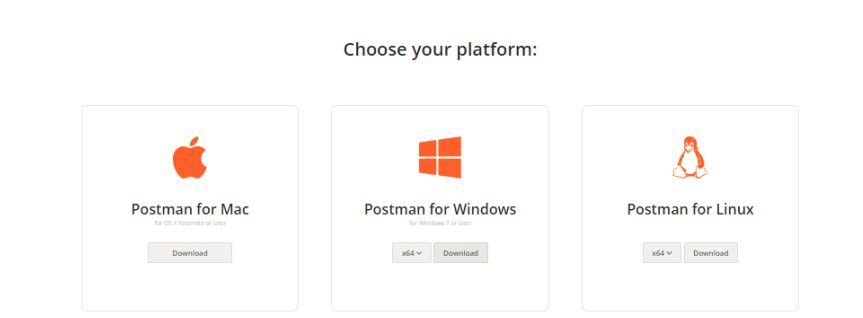 Choose your platform:
Postman for Mac
for OS X Yosemite or later
Download
Postman for Windows
for Windows 7 or later
x64 Download
Postman for Linux
x64 Download